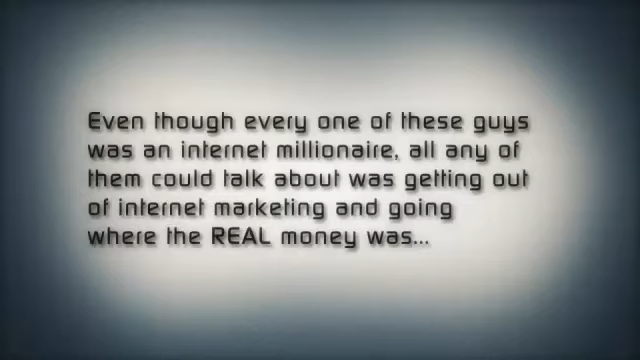 Even though every one of these guys
was an internet millionaire, all any of
them could talk about was getting out
of internet marketing and going
where the REAL money was...